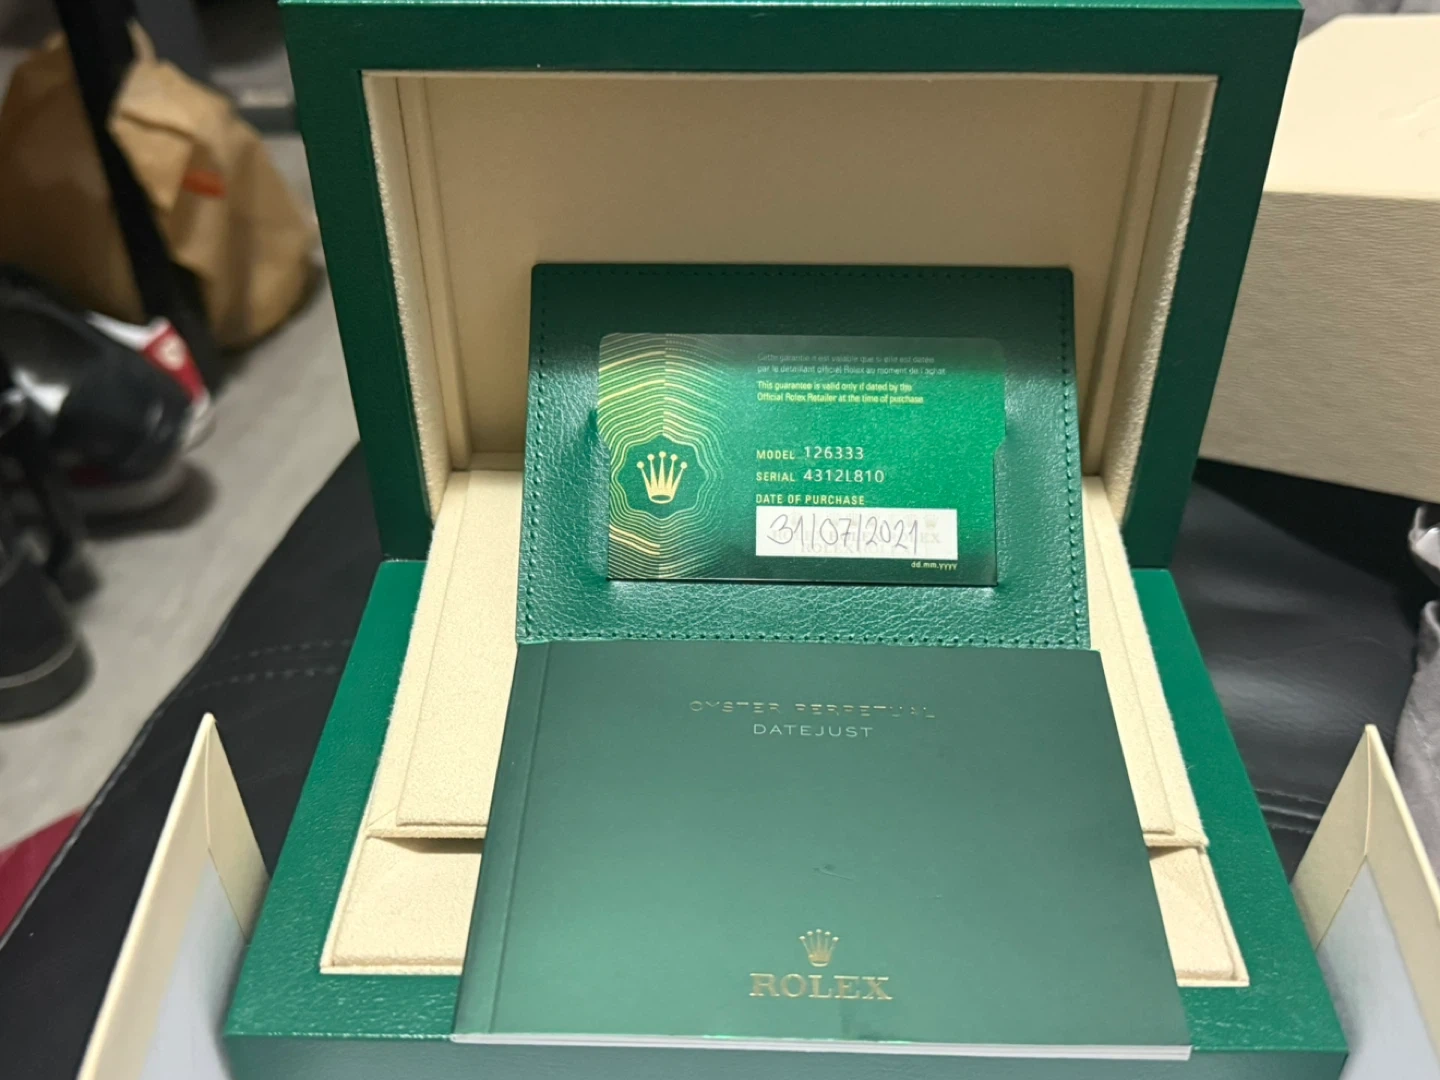 Cette garantie n'est valable que si elle est datée
par le détaillant officiel Rolex au moment de l'achat
This guarantee is valid only if dated by the
Official Rolex Retailer at the time of purchase
MODEL 126333
SERIAL 4312L810
DATE OF PURCHASE
31/07/2021
ROLEX
dd.mm.yyyy
OYSTER PERPETUAL
DATEJUST
ROLEX